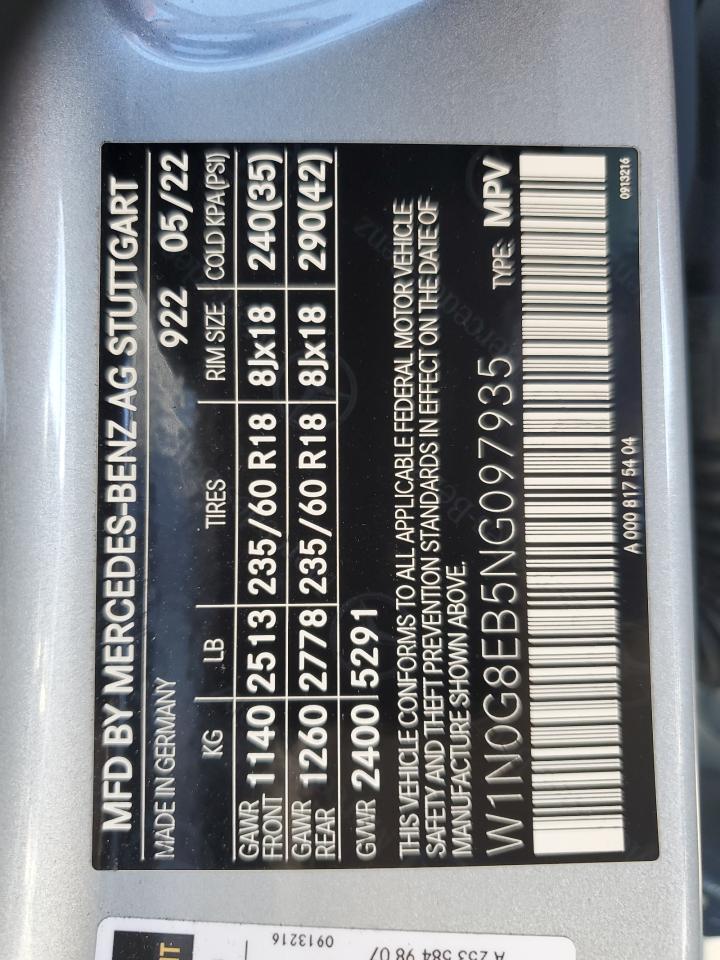 MFD BY MERCEDES-BENZ AG STUTTGART
MADE IN GERMANY 922 05/22
KG LB TIRES RIM SIZE COLD KPA(PSI)
GAWR FRONT 1140 2513 235/60 R18 8Jx18 240(35)
GAWR REAR 1260 2778 235/60 R18 8Jx18 290(42)
GVWR 2400 5291
THIS VEHICLE CONFORMS TO ALL APPLICABLE FEDERAL MOTOR VEHICLE
SAFETY AND THEFT PREVENTION STANDARDS IN EFFECT ON THE DATE OF
MANUFACTURE SHOWN ABOVE.
W1N0G8EB5NG097935 TYPE: MPV
A 000 817 54 04 0913216
0913216
A 253 584 98 07